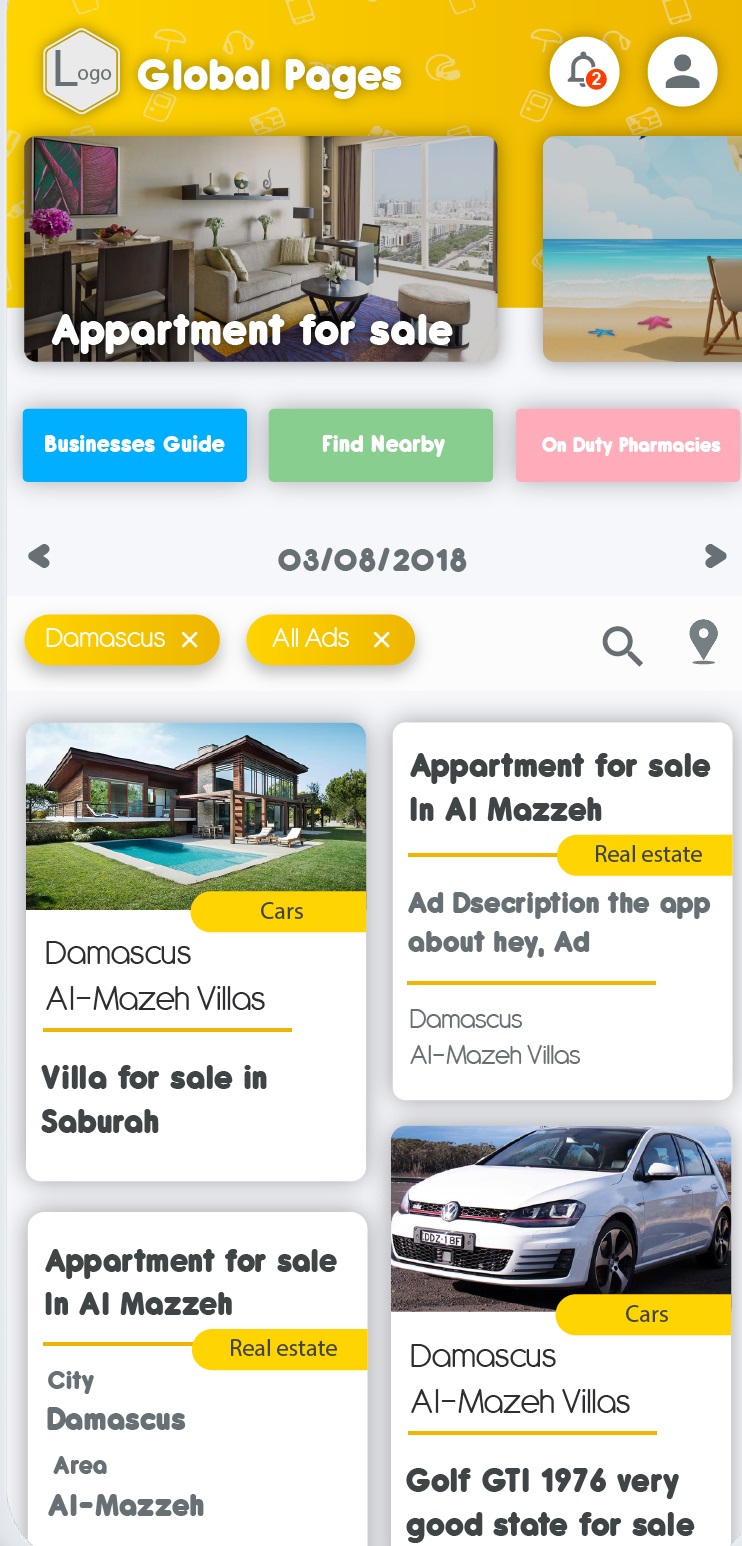 Logo
Global Pages
2
Appartment for sale
Businesses Guide
Find Nearby
On Duty Pharmacies
03/08/2018
Damascus
All Ads
Cars
Damascus
Al-Mazeh Villas
Villa for sale in
Saburah
Appartment for sale
In Al Mazzeh
Real estate
Ad Dsecription the app
about hey, Ad
Damascus
Al-Mazeh Villas
Appartment for sale
In Al Mazzeh
Real estate
City
Damascus
Area
Al-Mazzeh
DDZ-1BF
Cars
Damascus
Al-Mazeh Villas
Golf GTI 1976 very
good state for sale